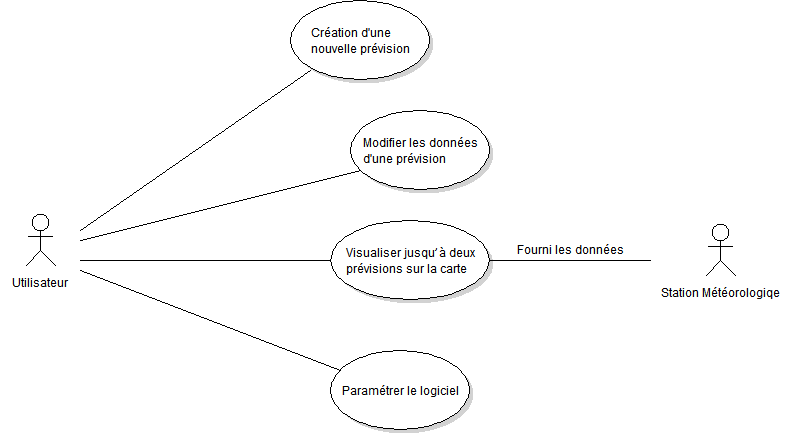 Création d'une
nouvelle prévision
Modifier les données
d'une prévision
Visualiser jusqu'à deux
prévisions sur la carte
Fourni les données
Utilisateur
Station Météorologiqe
Paramétrer le logiciel